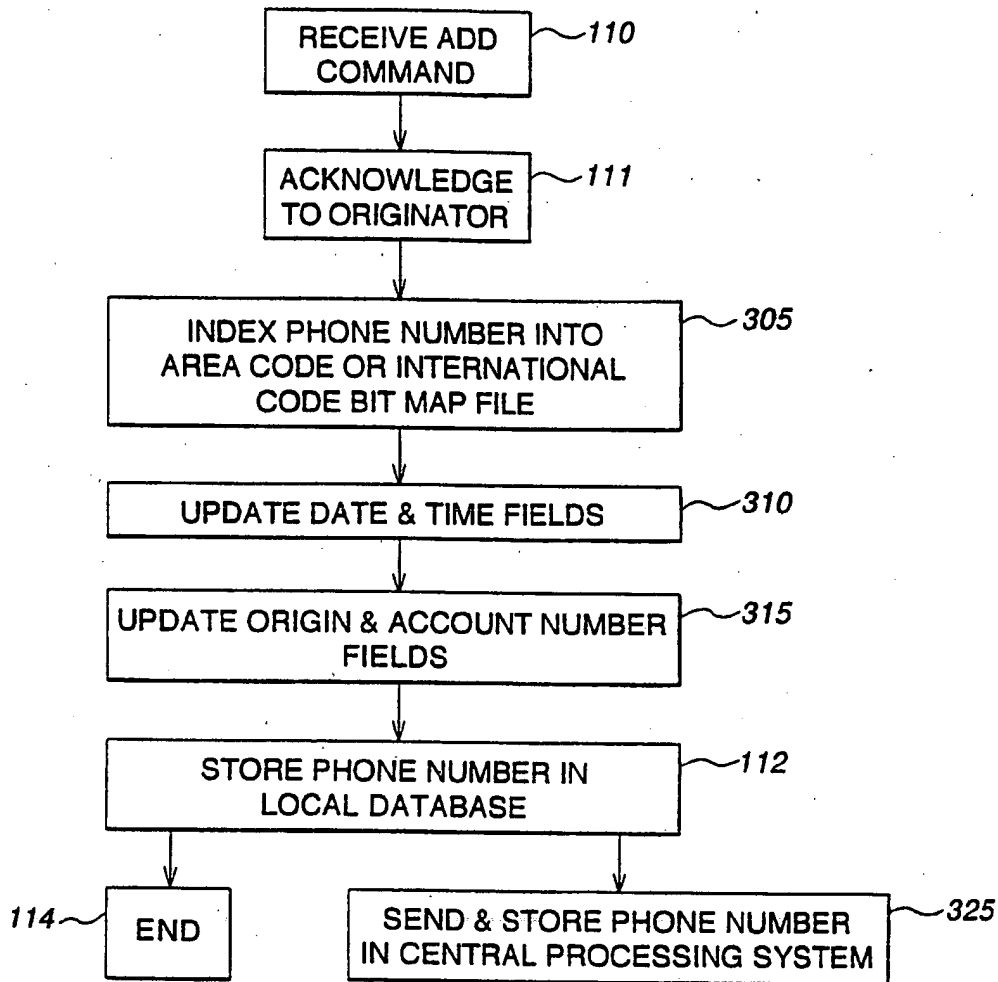 RECEIVE ADD
COMMAND
110
ACKNOWLEDGE
TO ORIGINATOR
111
INDEX PHONE NUMBER INTO
AREA CODE OR INTERNATIONAL
CODE BIT MAP FILE
305
UPDATE DATE & TIME FIELDS
310
UPDATE ORIGIN & ACCOUNT NUMBER
FIELDS
315
STORE PHONE NUMBER IN
LOCAL DATABASE
112
114
END
SEND & STORE PHONE NUMBER
IN CENTRAL PROCESSING SYSTEM
325